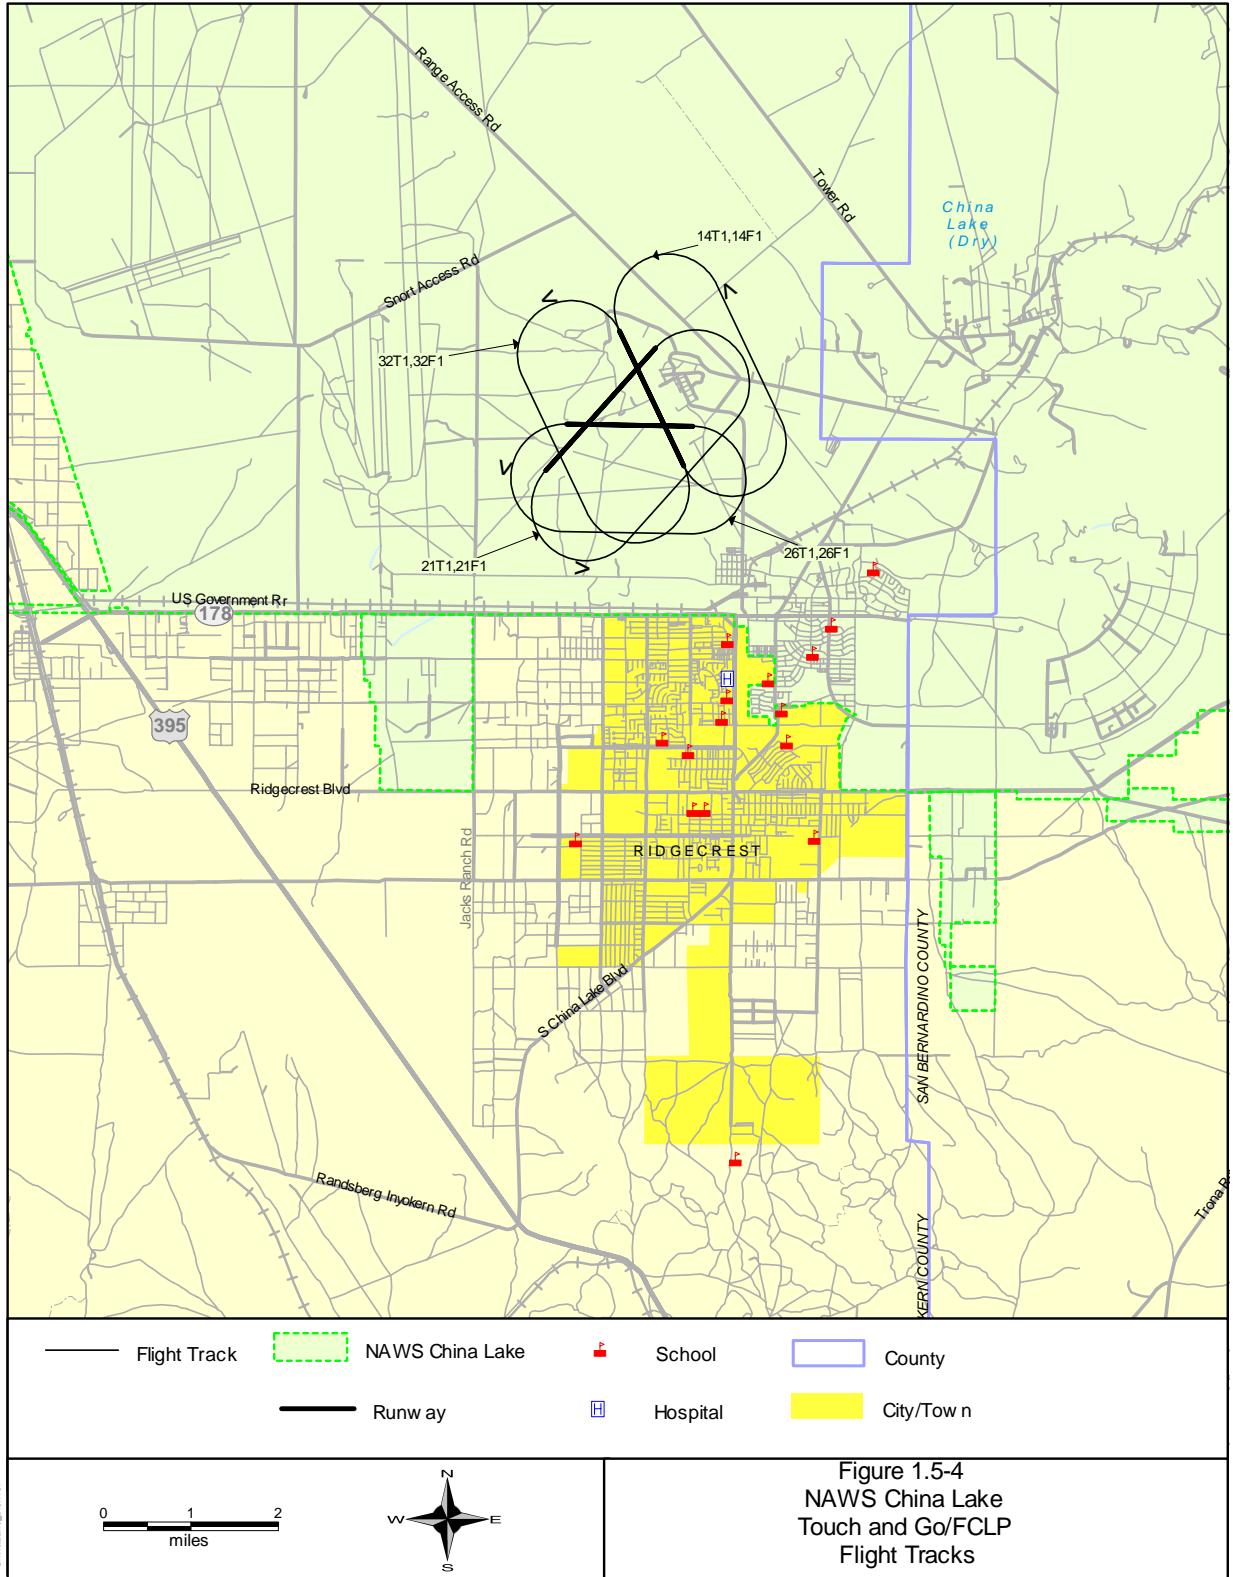 Range Access Rd
Tower Rd
China
Lake
(Dry)
14T1,14F1
Snort Access Rd
32T1,32F1
26T1,26F1
21T1,21F1
US Government Rr
178
395
H
Ridgecrest Blvd
RIDGECREST
Jacks Ranch Rd
S China Lake Blvd
SAN BERNARDINO COUNTY
KERN COUNTY
Randsberg Inyokern Rd
Trona R
Flight Track
NAWS China Lake
School
County
Runway
H
Hospital
City/Town
0 1 2
miles
N
W E
S
Figure 1.5-4
NAWS China Lake
Touch and Go/FCLP
Flight Tracks